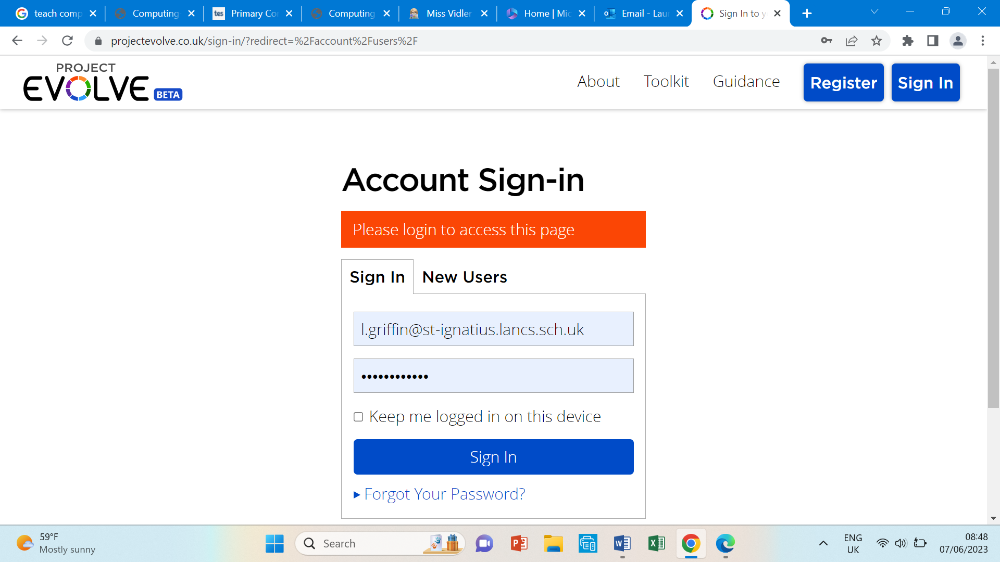 teach comp
Computing
Primary Co
Computing
Miss Vidler
Home | Mic
Email - Lau
Sign In to y
projectevolve.co.uk/sign-in/?redirect=%2Faccount%2Fusers%2F
PROJECT
EVOLVE BETA
About
Toolkit
Guidance
Register
Sign In
Account Sign-in
Please login to access this page
Sign In
New Users
l.griffin@st-ignatius.lancs.sch.uk
••••••••••••
Keep me logged in on this device
Sign In
Forgot Your Password?
59°F
Mostly sunny
Search
ENG
UK
08:48
07/06/2023